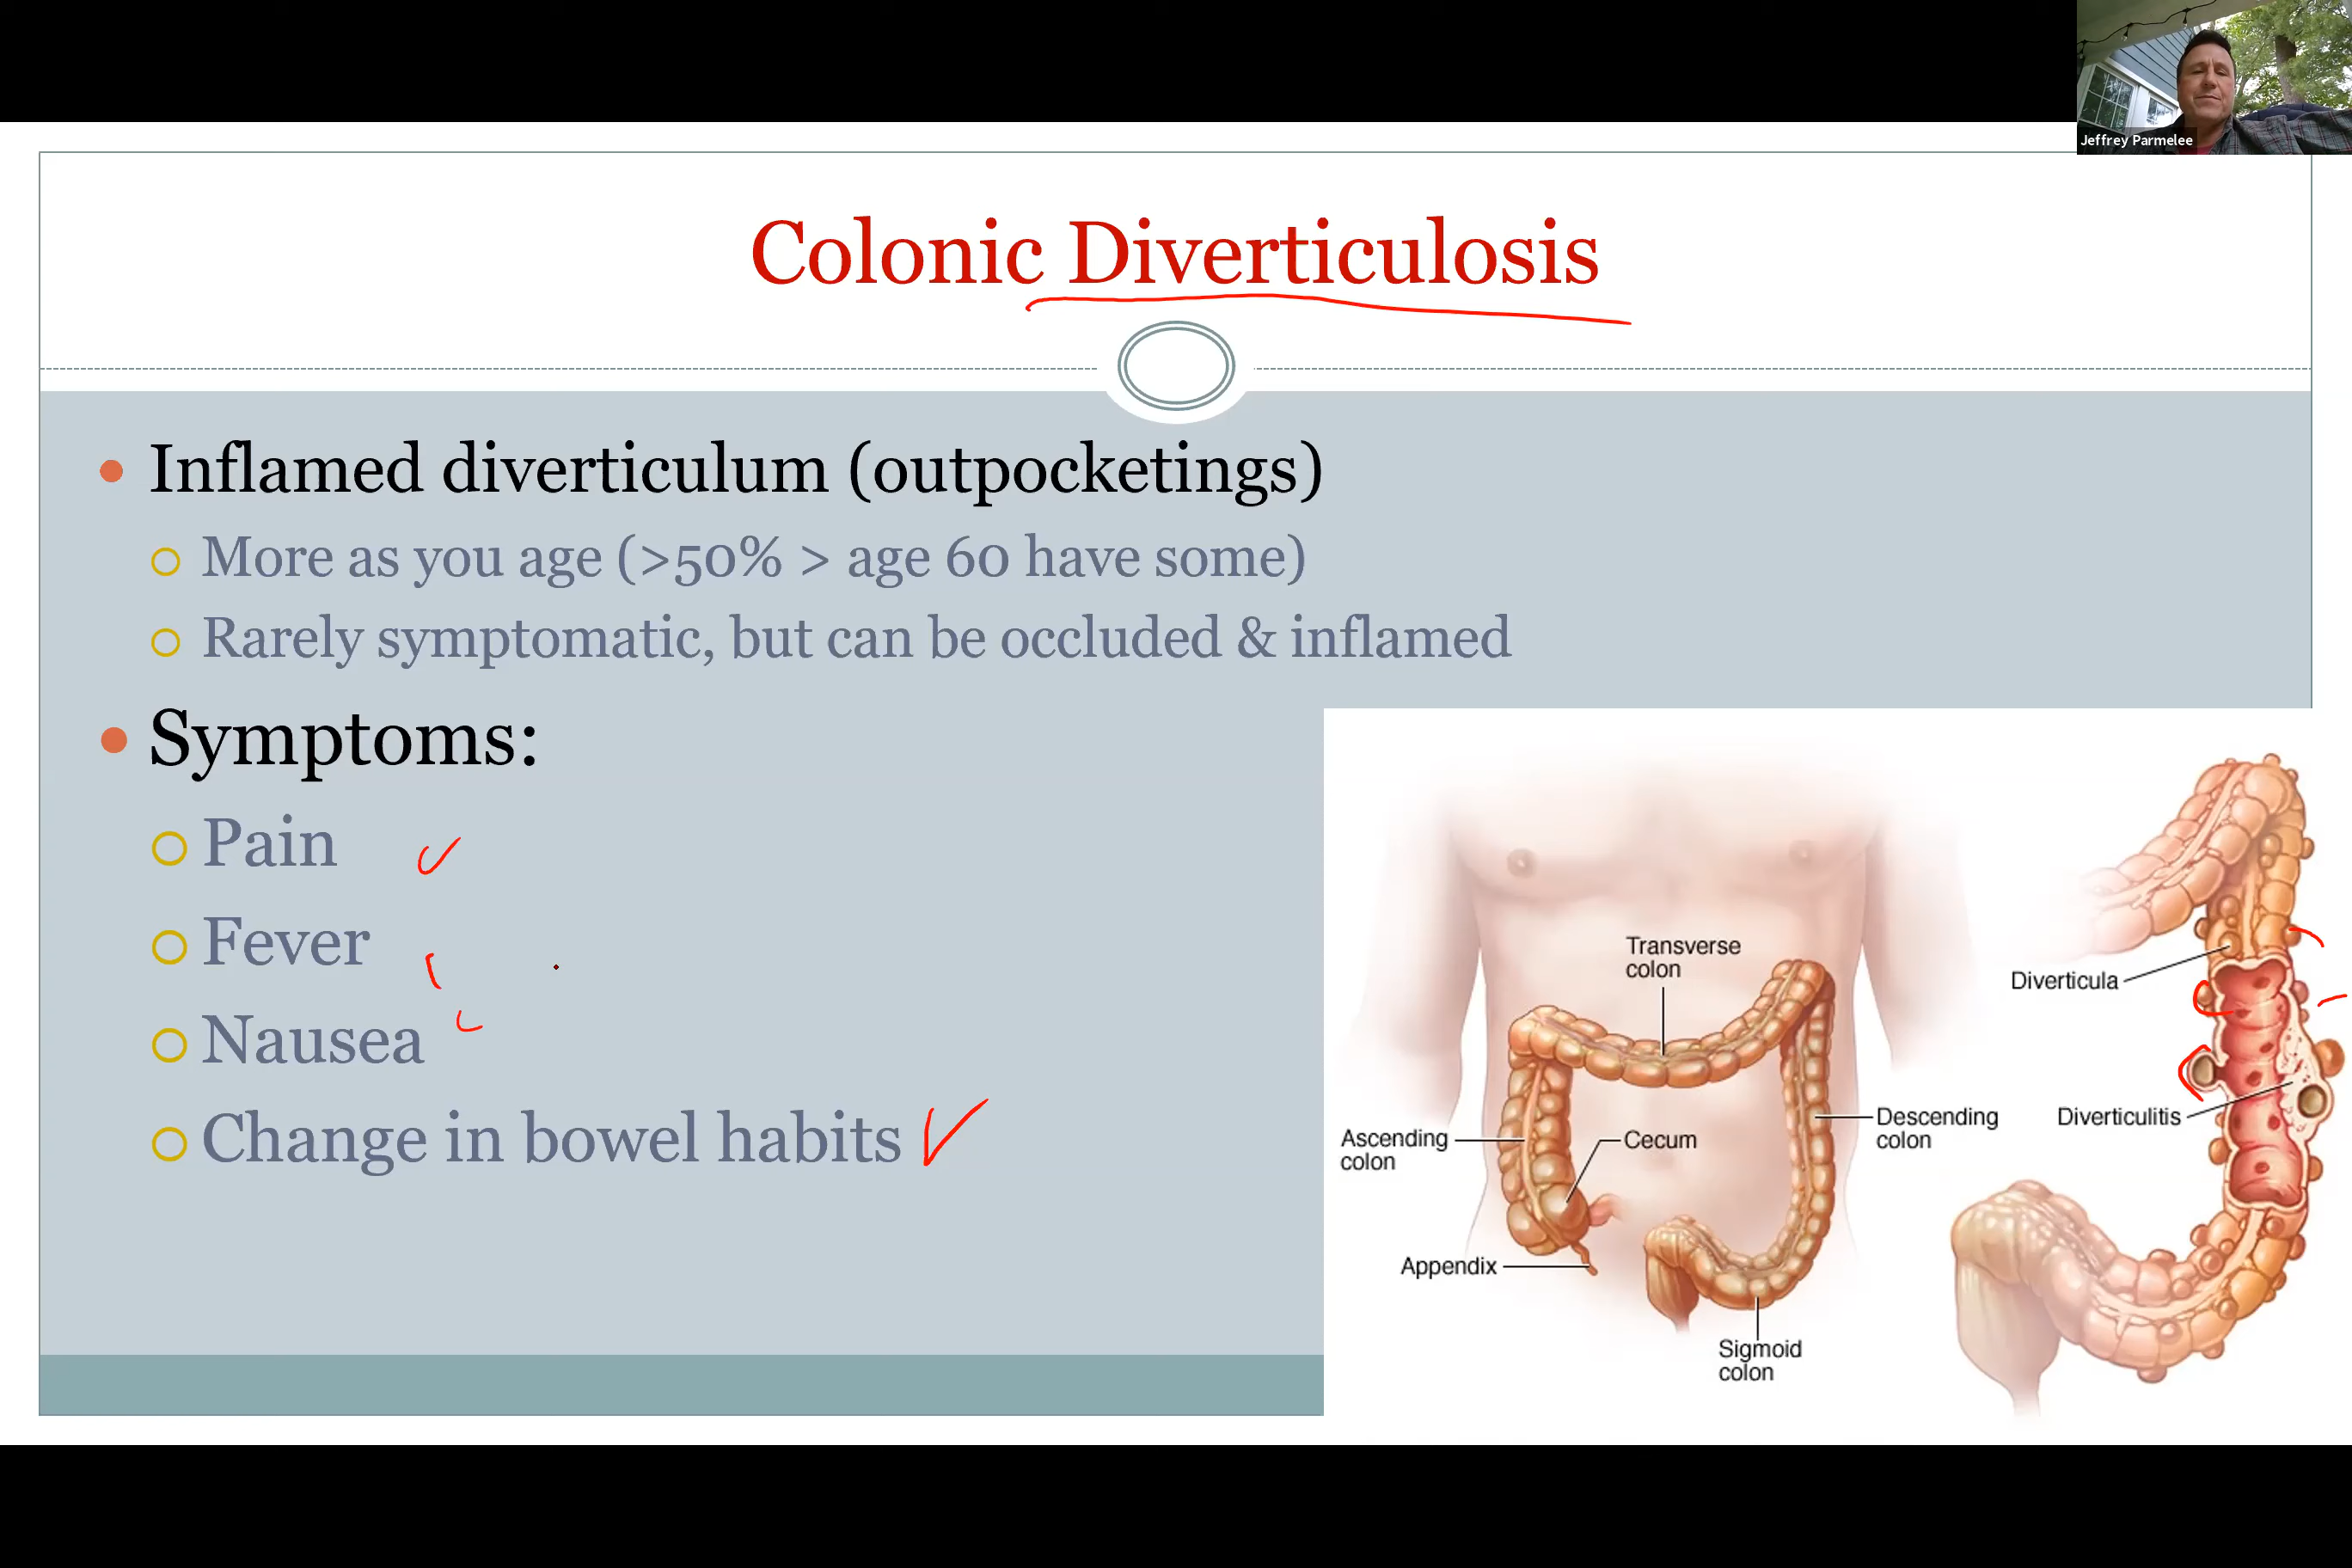 Jeffrey Parmelee
Colonic Diverticulosis
Inflamed diverticulum (outpocketings)
More as you age (>50% > age 60 have some)
Rarely symptomatic, but can be occluded & inflamed
Symptoms:
Pain
Fever
Nausea
Change in bowel habits
Transverse
colon
Ascending
colon
Cecum
Descending
colon
Appendix
Sigmoid
colon
Diverticula
Diverticulitis